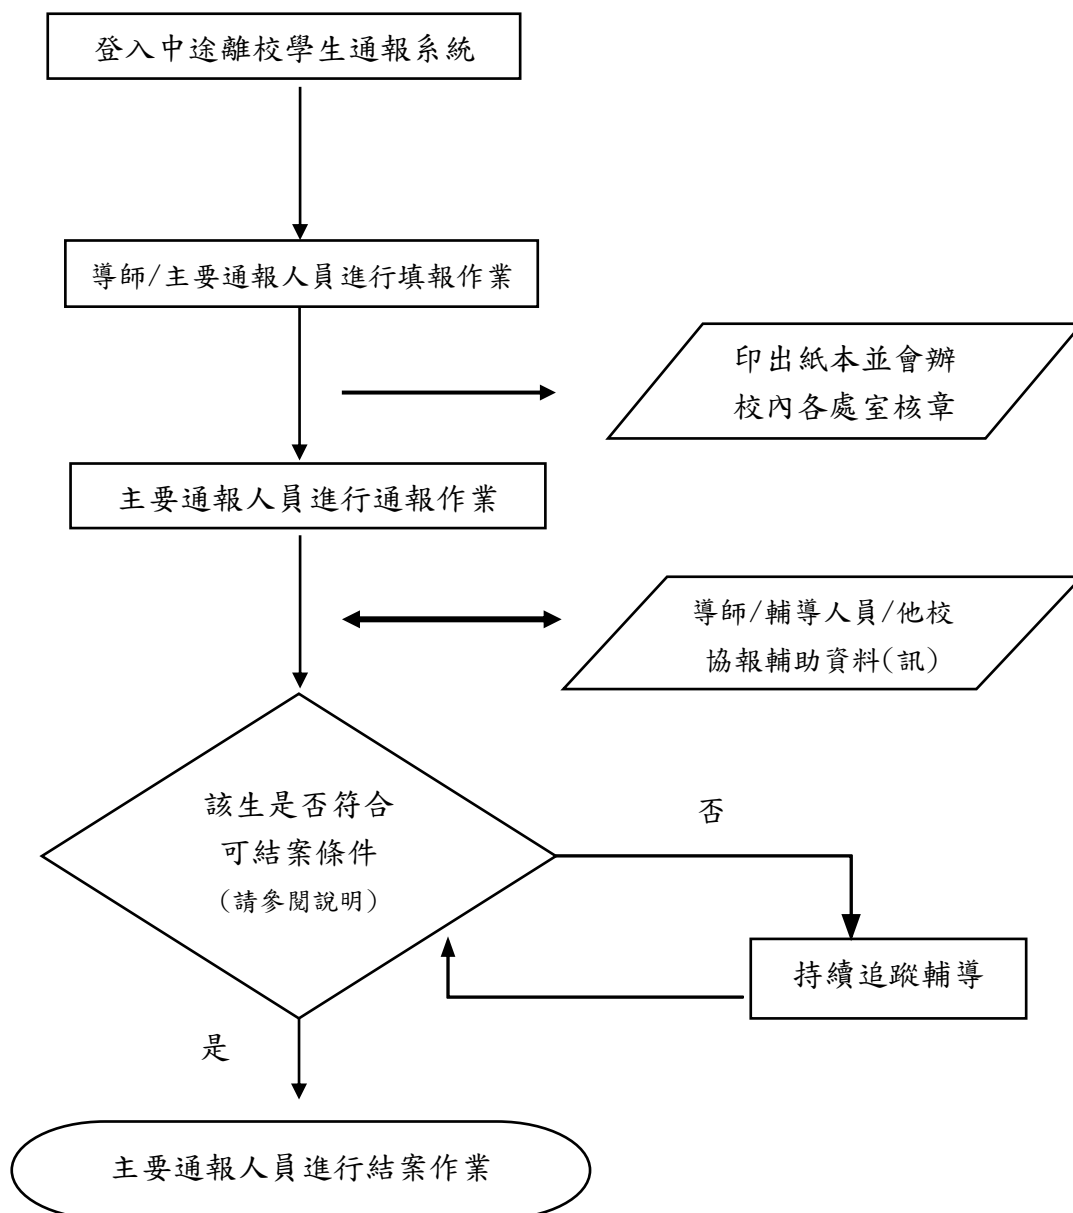 登入中途離校學生通報系統
導師/主要通報人員進行填報作業
印出紙本並會辦
校內各處室核章
主要通報人員進行通報作業
導師/輔導人員/他校
協報輔助資料(訊)
該生是否符合
可結案條件
(請參閱說明)
否
持續追蹤輔導
是
主要通報人員進行結案作業